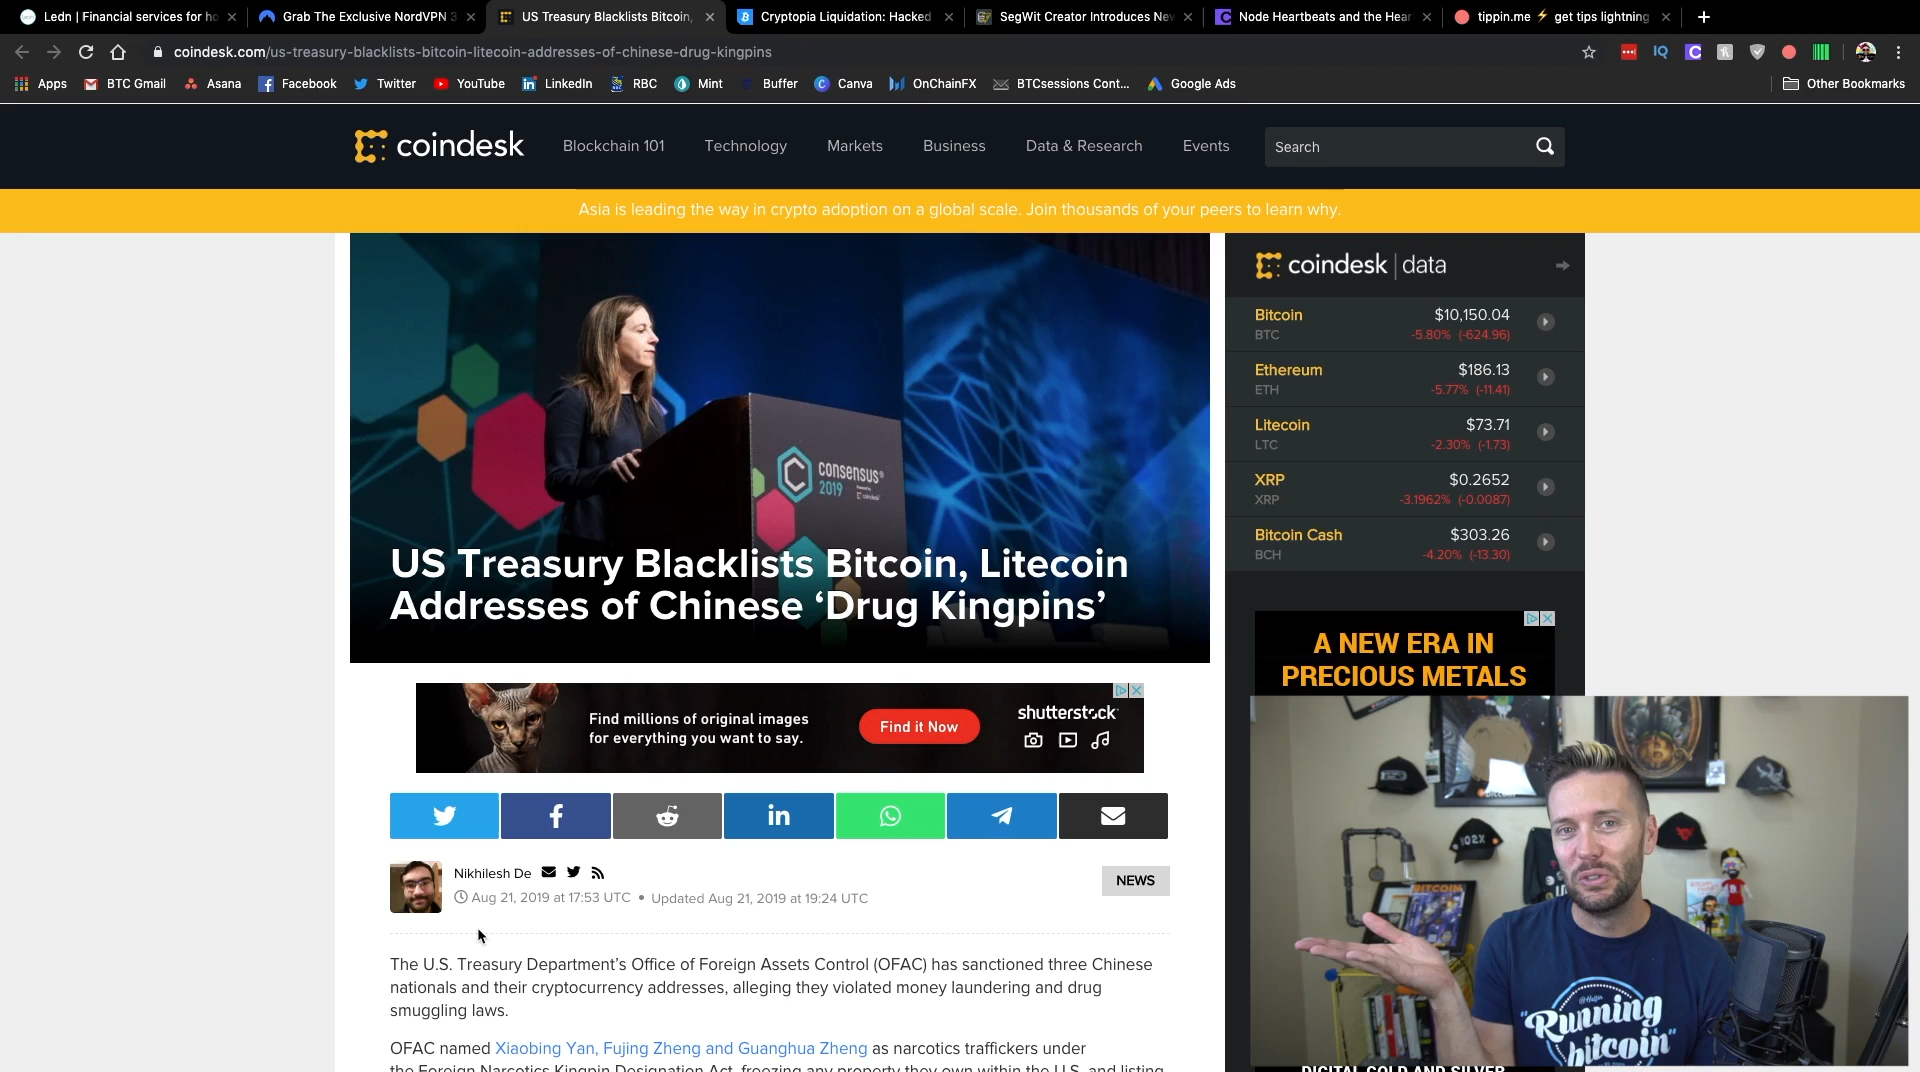 Ledn | Financial services for ho
Grab The Exclusive NordVPN 3
US Treasury Blacklists Bitcoin,
Cryptopia Liquidation: Hacked
SegWit Creator Introduces New
Node Heartbeats and the Hear
tippin.me ⚡ get tips lightning
coindesk.com/us-treasury-blacklists-bitcoin-litecoin-addresses-of-chinese-drug-kingpins
Apps
BTC Gmail
Asana
Facebook
Twitter
YouTube
LinkedIn
RBC
Mint
Buffer
Canva
OnChainFX
BTCsessions Cont...
Google Ads
Other Bookmarks
coindesk
Blockchain 101
Technology
Markets
Business
Data & Research
Events
Search
Asia is leading the way in crypto adoption on a global scale. Join thousands of your peers to learn why.
consensus
2019
US Treasury Blacklists Bitcoin, Litecoin
Addresses of Chinese ‘Drug Kingpins’
coindesk | data
Bitcoin
$10,150.04
BTC
-5.80% (-624.96)
Ethereum
$186.13
ETH
-5.77% (-11.41)
Litecoin
$73.71
LTC
-2.30% (-1.73)
XRP
$0.2652
XRP
-3.1962% (-0.0087)
Bitcoin Cash
$303.26
BCH
-4.20% (-13.30)
A NEW ERA IN
PRECIOUS METALS
Find millions of original images
for everything you want to say.
Find it Now
shutterstock
Nikhilesh De
Aug 21, 2019 at 17:53 UTC • Updated Aug 21, 2019 at 19:24 UTC
NEWS
The U.S. Treasury Department’s Office of Foreign Assets Control (OFAC) has sanctioned three Chinese
nationals and their cryptocurrency addresses, alleging they violated money laundering and drug
smuggling laws.
OFAC named Xiaobing Yan, Fujing Zheng and Guanghua Zheng as narcotics traffickers under
the Foreign Narcotics Kingpin Designation Act, freezing any property they own within the U.S. and listing
BITCOIN
"Running
bitcoin"
DIGITAL GOLD AND SILVER